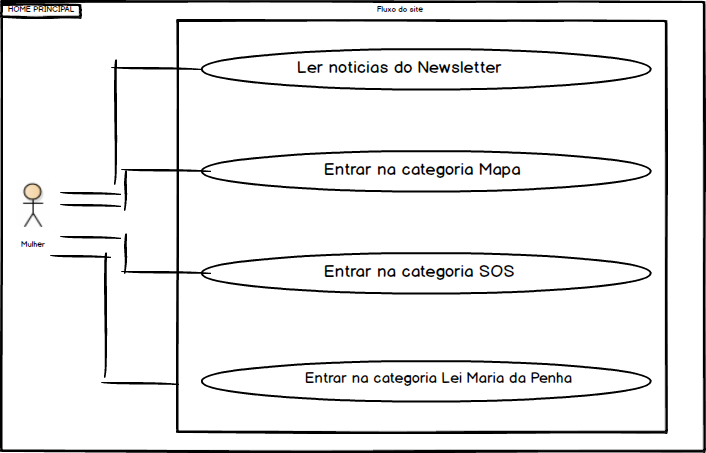 HOME PRINCIPAL
Fluxo do site
Ler noticias do Newsletter
Entrar na categoria Mapa
Mulher
Entrar na categoria SOS
Entrar na categoria Lei Maria da Penha